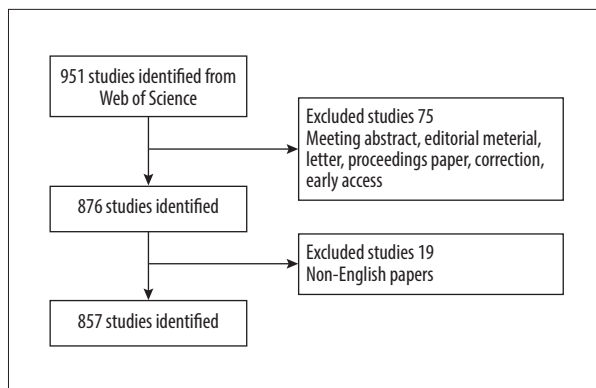 951 studies identified from
Web of Science
Excluded studies 75
Meeting abstract, editorial meterial,
letter, proceedings paper, correction,
early access
876 studies identified
Excluded studies 19
Non-English papers
857 studies identified